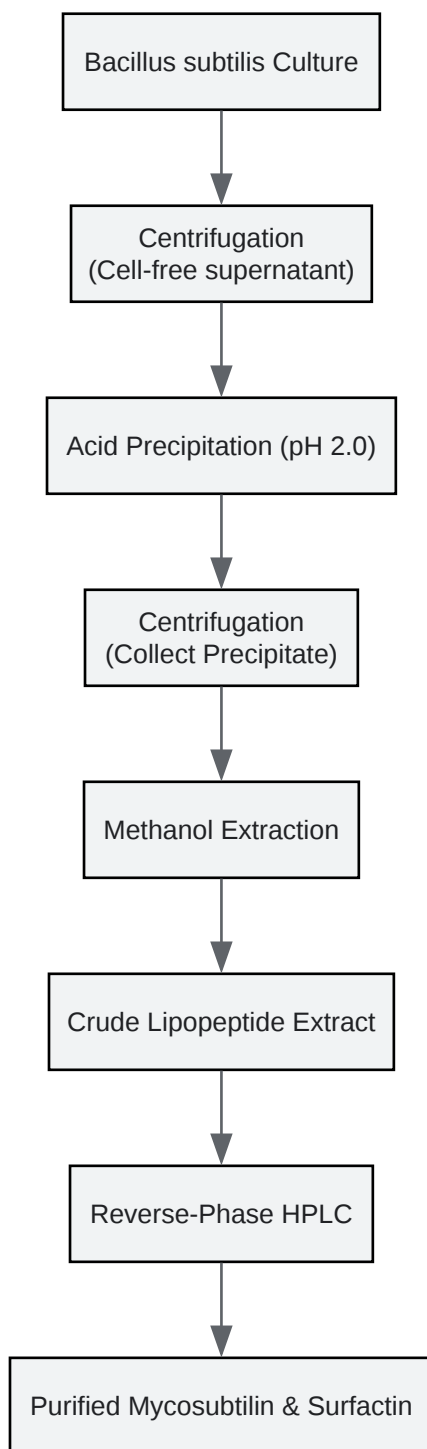 Bacillus subtilis Culture
Centrifugation
(Cell-free supernatant)
Acid Precipitation (pH 2.0)
Centrifugation
(Collect Precipitate)
Methanol Extraction
Crude Lipopeptide Extract
Reverse-Phase HPLC
Purified Mycosubtilin & Surfactin